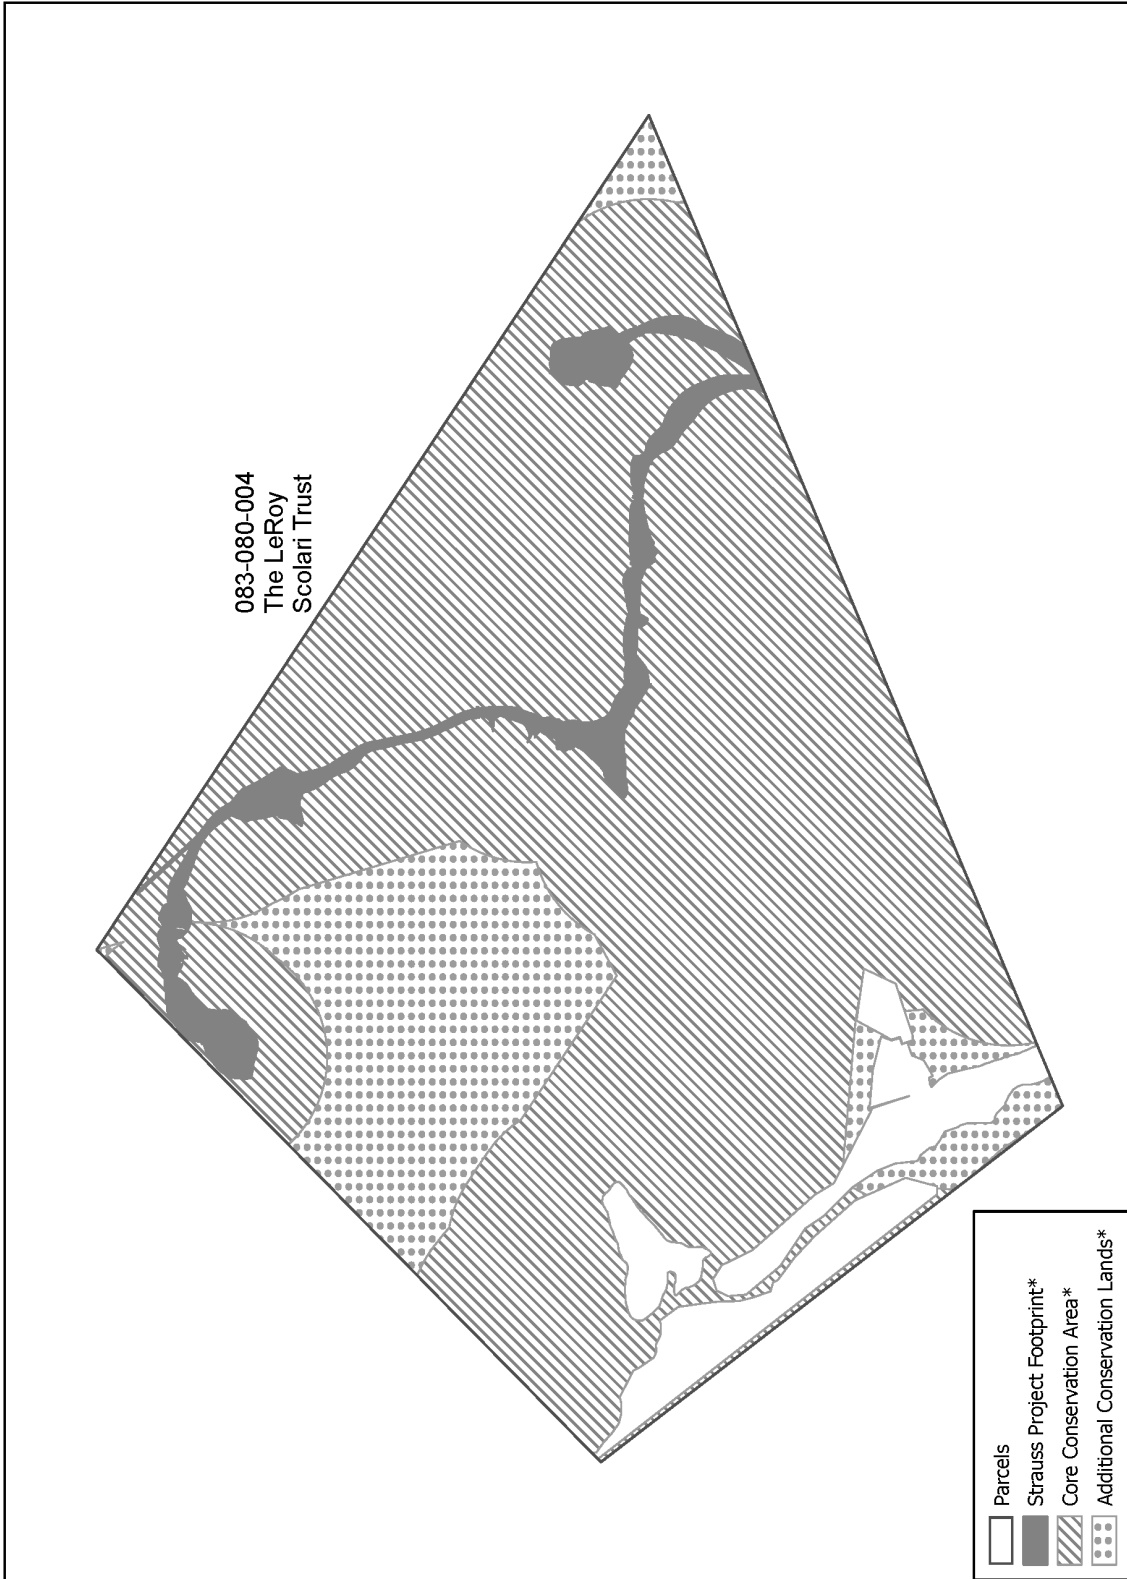 083-080-004
The LeRoy
Scolari Trust
Parcels
Strauss Project Footprint*
Core Conservation Area*
Additional Conservation Lands*